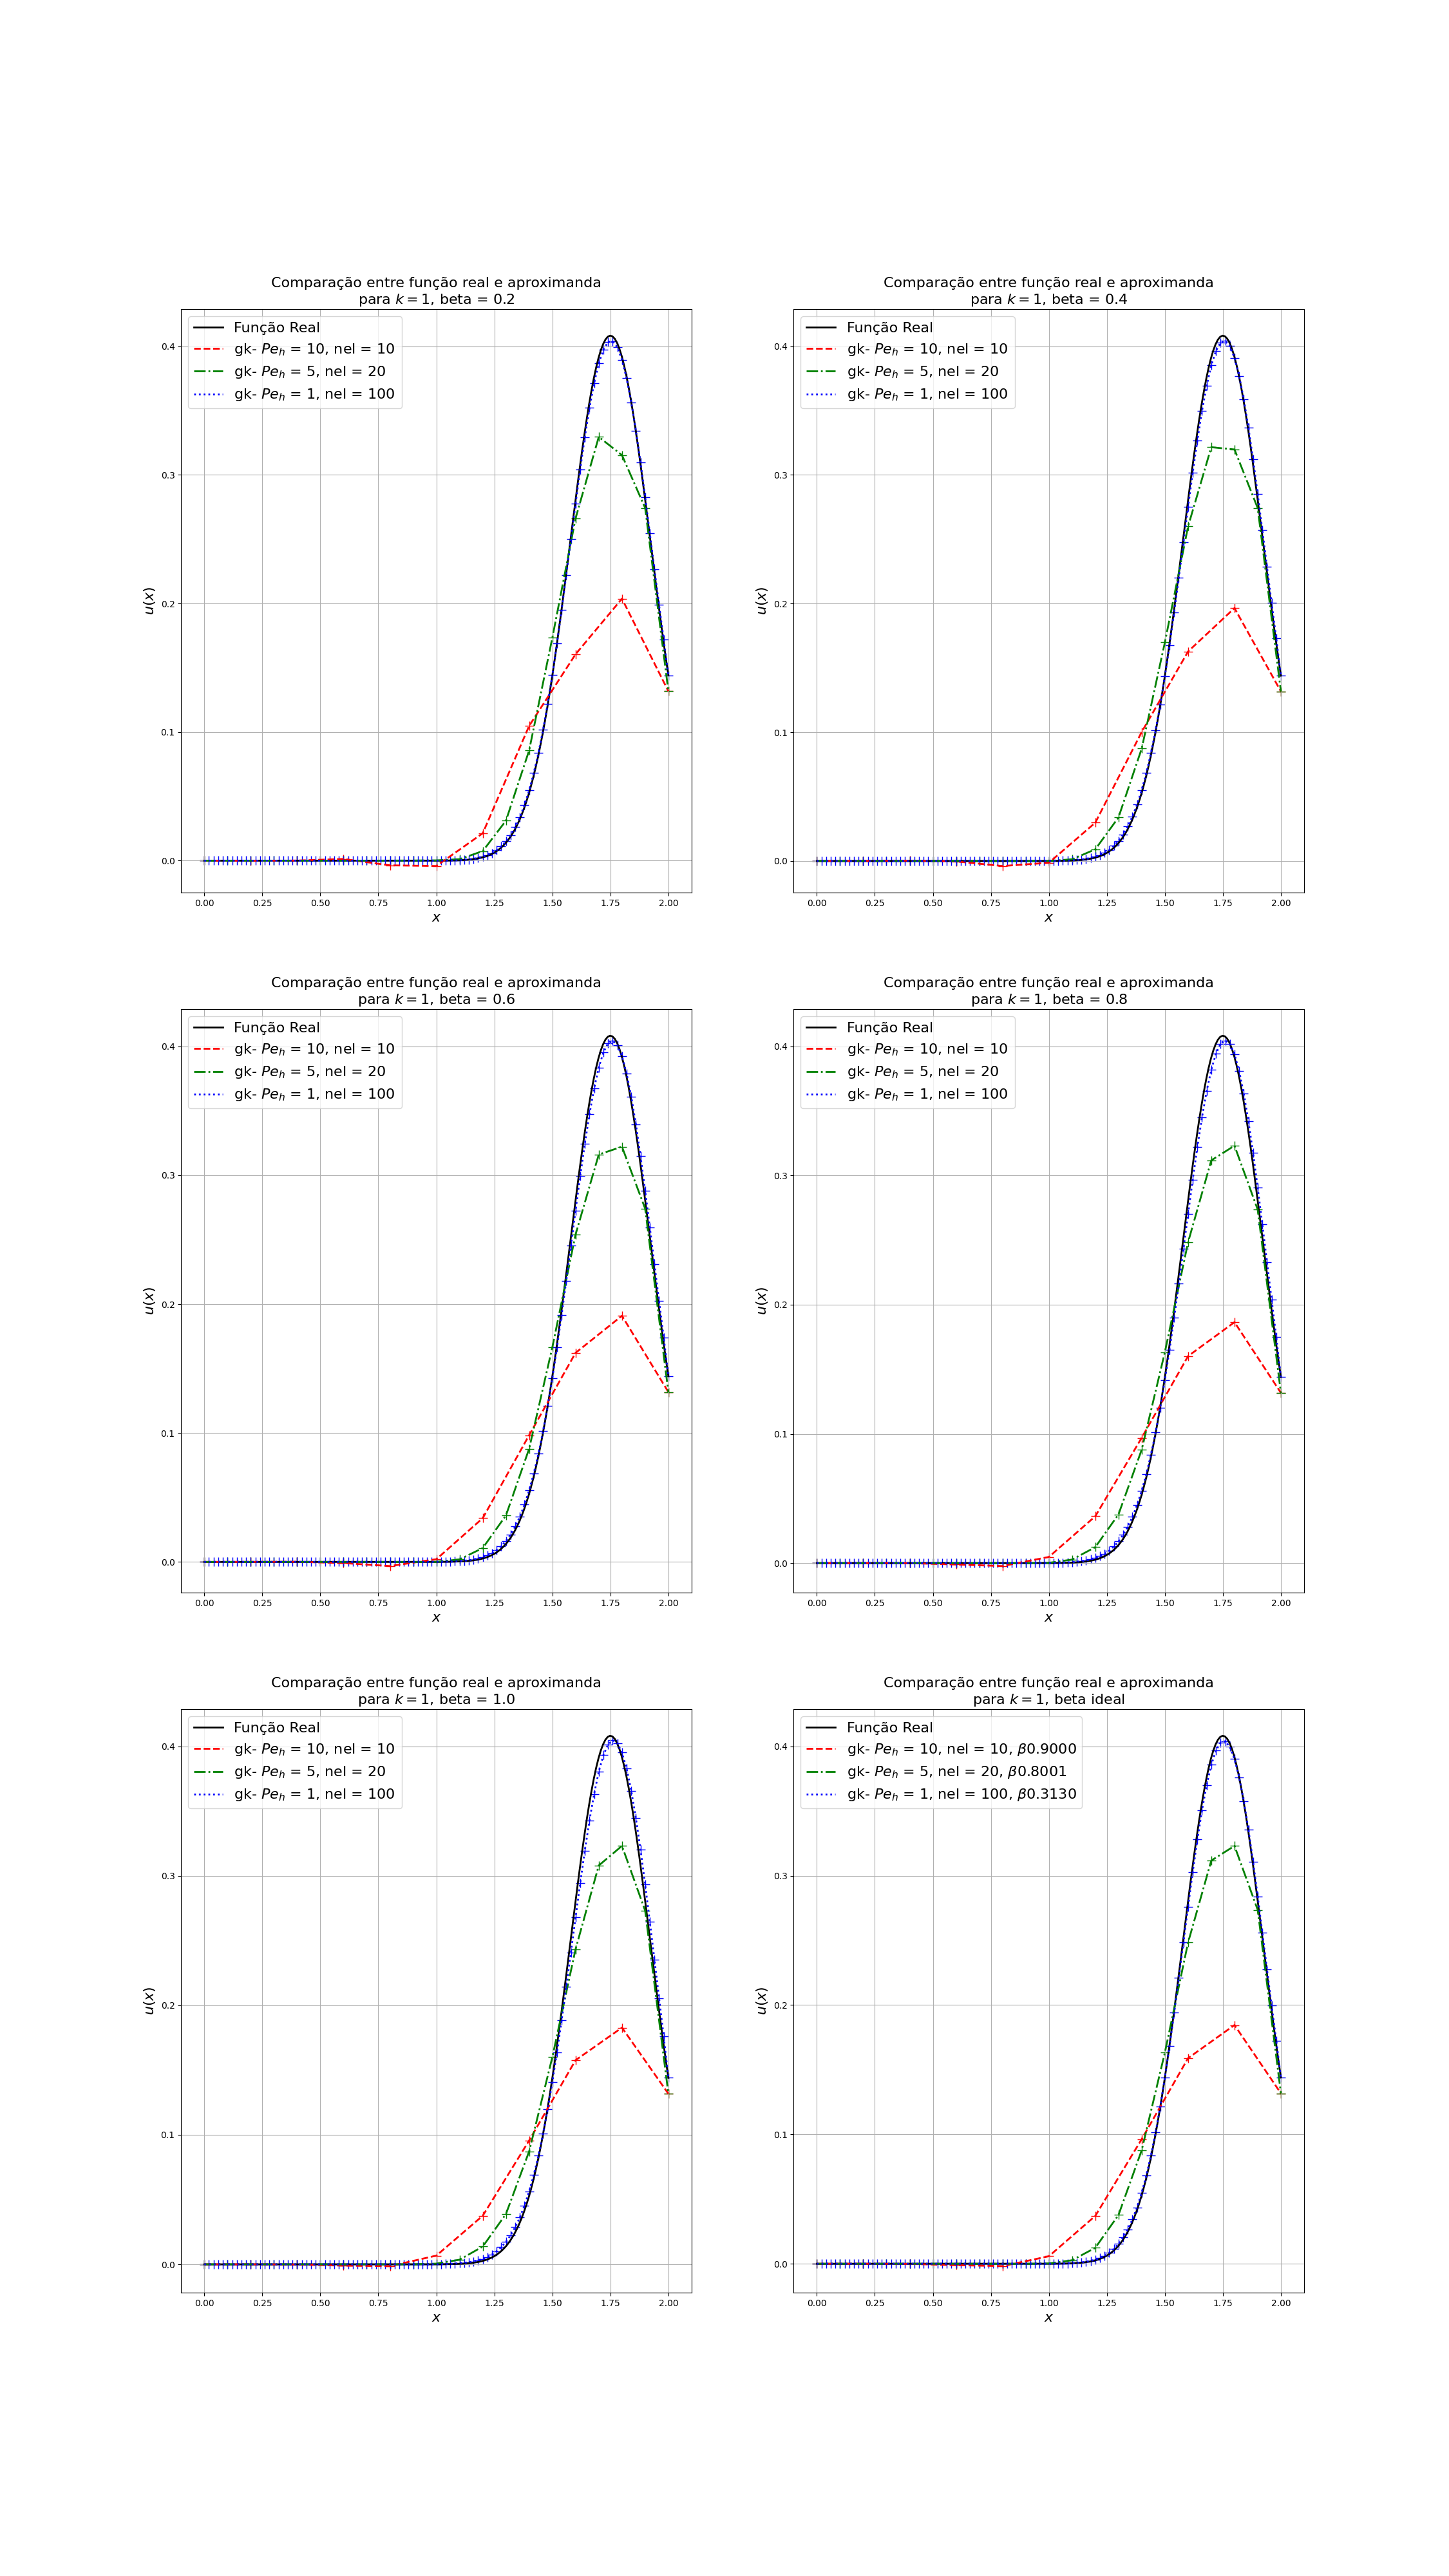 Comparação entre função real e aproximanda
para k = 1, beta = 0.2
Função Real
gk- Pe_h = 10, nel = 10
gk- Pe_h = 5, nel = 20
gk- Pe_h = 1, nel = 100
u(x)
0.4
0.3
0.2
0.1
0.0
0.00 0.25 0.50 0.75 1.00 1.25 1.50 1.75 2.00
x
Comparação entre função real e aproximanda
para k = 1, beta = 0.4
Função Real
gk- Pe_h = 10, nel = 10
gk- Pe_h = 5, nel = 20
gk- Pe_h = 1, nel = 100
u(x)
0.4
0.3
0.2
0.1
0.0
0.00 0.25 0.50 0.75 1.00 1.25 1.50 1.75 2.00
x
Comparação entre função real e aproximanda
para k = 1, beta = 0.6
Função Real
gk- Pe_h = 10, nel = 10
gk- Pe_h = 5, nel = 20
gk- Pe_h = 1, nel = 100
u(x)
0.4
0.3
0.2
0.1
0.0
0.00 0.25 0.50 0.75 1.00 1.25 1.50 1.75 2.00
x
Comparação entre função real e aproximanda
para k = 1, beta = 0.8
Função Real
gk- Pe_h = 10, nel = 10
gk- Pe_h = 5, nel = 20
gk- Pe_h = 1, nel = 100
u(x)
0.4
0.3
0.2
0.1
0.0
0.00 0.25 0.50 0.75 1.00 1.25 1.50 1.75 2.00
x
Comparação entre função real e aproximanda
para k = 1, beta = 1.0
Função Real
gk- Pe_h = 10, nel = 10
gk- Pe_h = 5, nel = 20
gk- Pe_h = 1, nel = 100
u(x)
0.4
0.3
0.2
0.1
0.0
0.00 0.25 0.50 0.75 1.00 1.25 1.50 1.75 2.00
x
Comparação entre função real e aproximanda
para k = 1, beta ideal
Função Real
gk- Pe_h = 10, nel = 10, β0.9000
gk- Pe_h = 5, nel = 20, β0.8001
gk- Pe_h = 1, nel = 100, β0.3130
u(x)
0.4
0.3
0.2
0.1
0.0
0.00 0.25 0.50 0.75 1.00 1.25 1.50 1.75 2.00
x